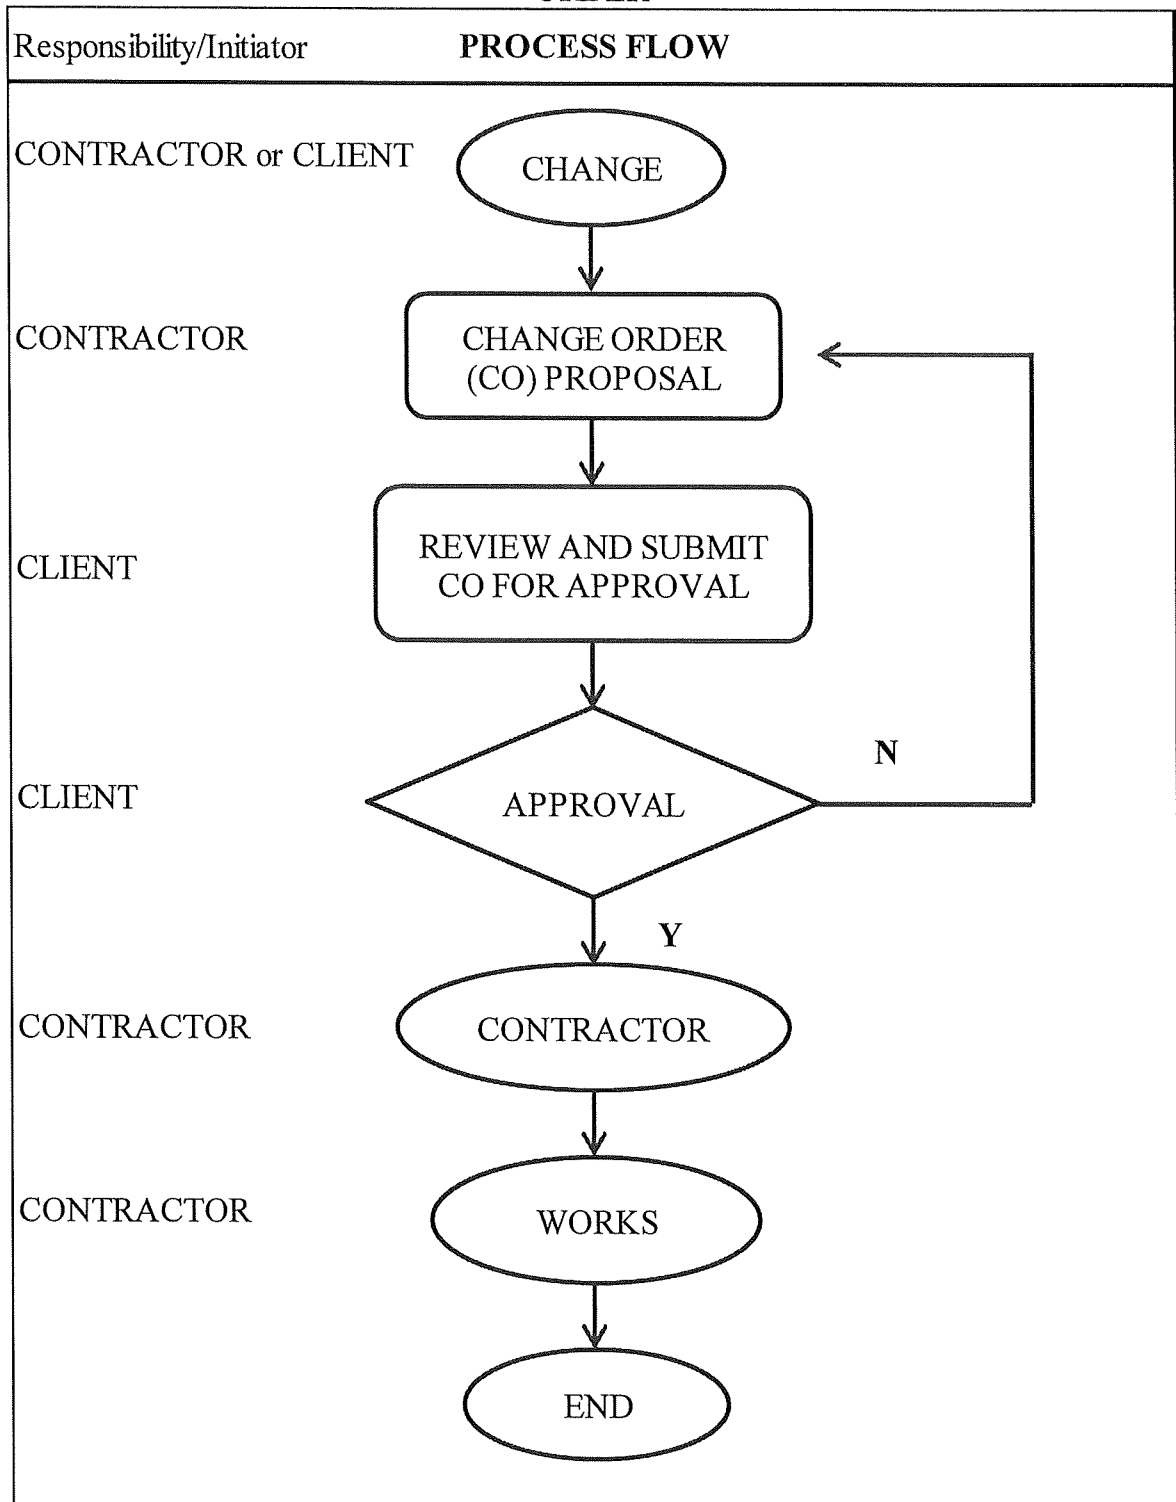 Responsibility/Initiator PROCESS FLOW
CONTRACTOR or CLIENT CHANGE
CONTRACTOR CHANGE ORDER
(CO) PROPOSAL
REVIEW AND SUBMIT
CLIENT CO FOR APPROVAL
N
CLIENT APPROVAL
Y
CONTRACTOR CONTRACTOR
CONTRACTOR WORKS
END